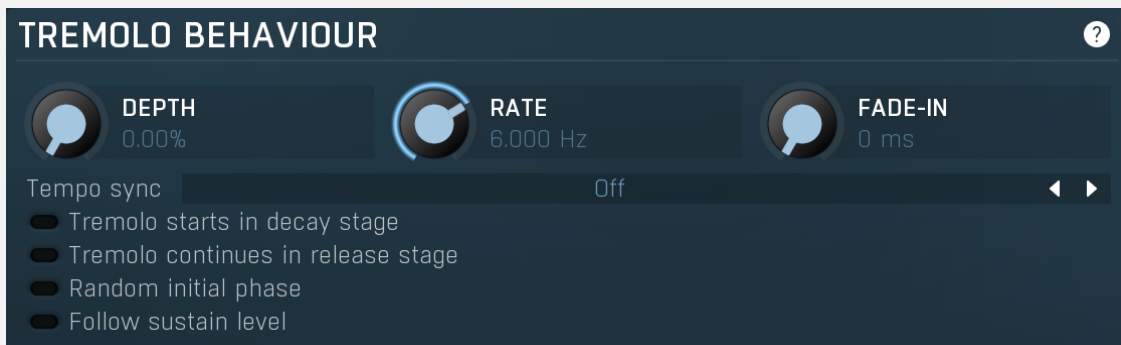 TREMOLO BEHAVIOUR ?
DEPTH RATE FADE-IN
0.00% 6.000 Hz 0 ms
Tempo sync Off
Tremolo starts in decay stage
Tremolo continues in release stage
Random initial phase
Follow sustain level